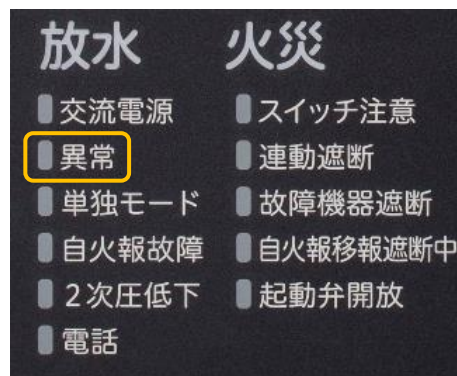 放水
火災
交流電源
スイッチ注意
異常
連動遮断
単独モード
故障機器遮断
自火報故障
自火報移報遮断中
2次圧低下
起動弁開放
電話